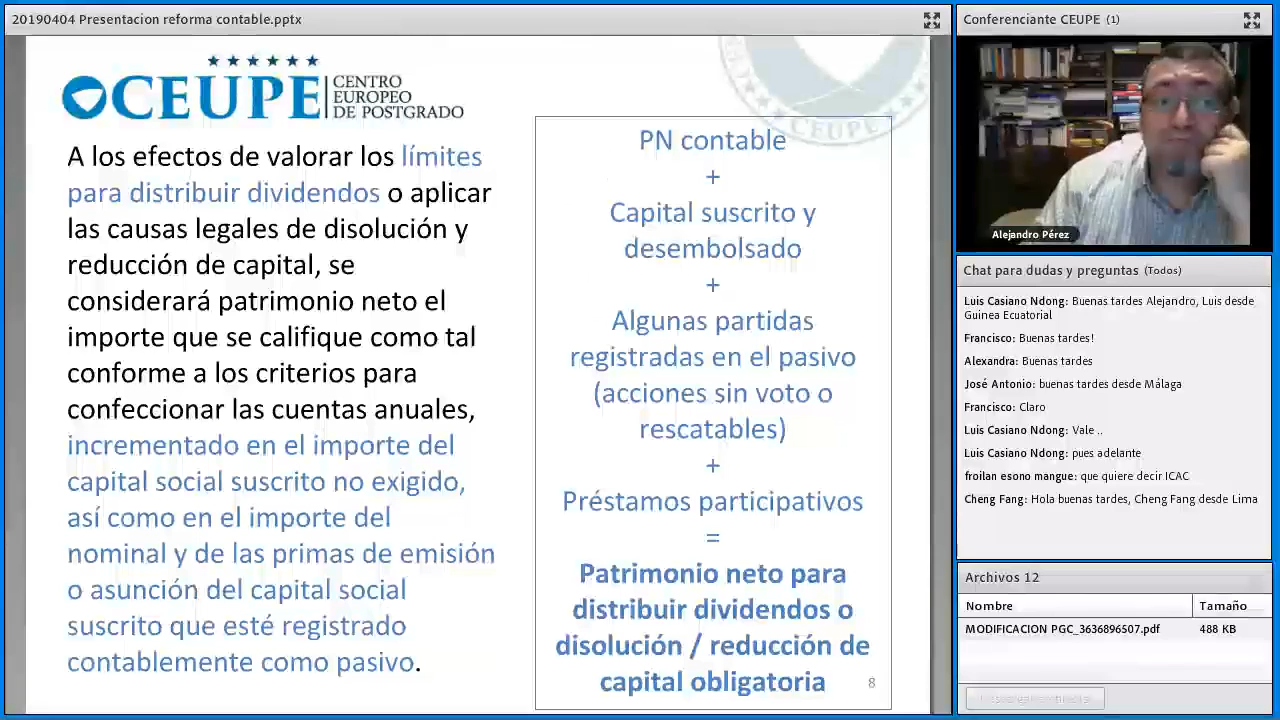 20190404 Presentacion reforma contable.pptx
CEUPE
CENTRO
EUROPEO
DE POSTGRADO
A los efectos de valorar los límites
para distribuir dividendos o aplicar
las causas legales de disolución y
reducción de capital, se
considerará patrimonio neto el
importe que se califique como tal
conforme a los criterios para
confeccionar las cuentas anuales,
incrementado en el importe del
capital social suscrito no exigido,
así como en el importe del
nominal y de las primas de emisión
o asunción del capital social
suscrito que esté registrado
contablemente como pasivo.
CEUPE
PN contable
+
Capital suscrito y
desembolsado
+
Algunas partidas
registradas en el pasivo
(acciones sin voto o
rescatables)
+
Préstamos participativos
=
Patrimonio neto para
distribuir dividendos o
disolución / reducción de
capital obligatoria
8
Conferenciante CEUPE (1)
Alejandro Pérez
Chat para dudas y preguntas (Todos)
Luis Casiano Ndong: Buenas tardes Alejandro, Luis desde
Guinea Ecuatorial
Francisco: Buenas tardes!
Alexandra: Buenas tardes
José Antonio: buenas tardes desde Málaga
Francisco: Claro
Luis Casiano Ndong: Vale ..
Luis Casiano Ndong: pues adelante
froilan esono mangue: que quiere decir ICAC
Cheng Fang: Hola buenas tardes, Cheng Fang desde Lima
Archivos 12
Nombre Tamaño
MODIFICACION PGC_3636896507.pdf 488 KB